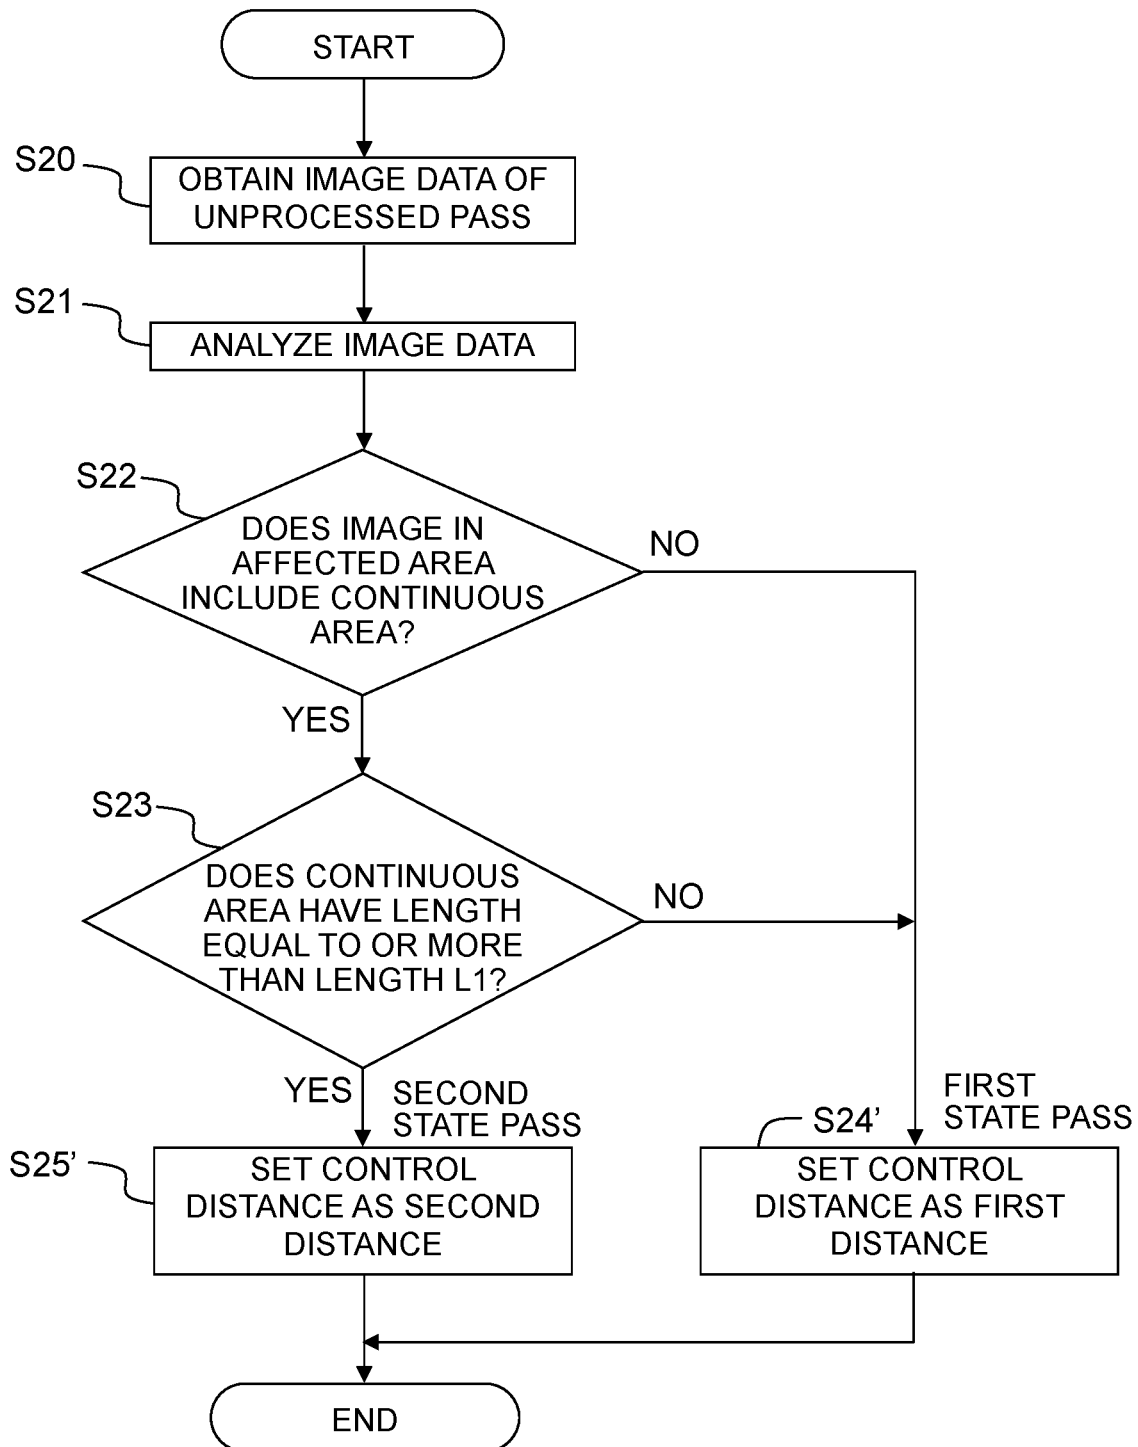 START
S20
OBTAIN IMAGE DATA OF
UNPROCESSED PASS
S21
ANALYZE IMAGE DATA
S22
DOES IMAGE IN
AFFECTED AREA
INCLUDE CONTINUOUS
AREA?
NO
YES
S23
DOES CONTINUOUS
AREA HAVE LENGTH
EQUAL TO OR MORE
THAN LENGTH L1?
NO
YES
SECOND
STATE PASS
FIRST
STATE PASS
S25’
SET CONTROL
DISTANCE AS SECOND
DISTANCE
S24’
SET CONTROL
DISTANCE AS FIRST
DISTANCE
END